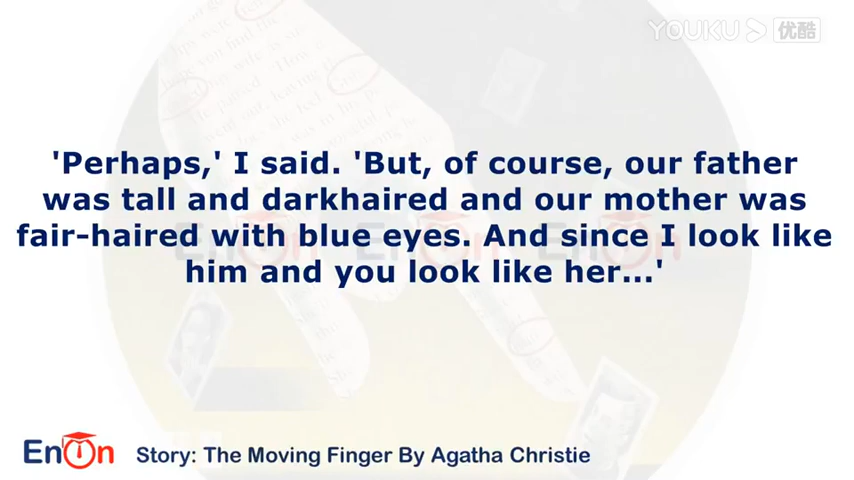 YOUKU 优酷
'Perhaps,' I said. 'But, of course, our father
was tall and darkhaired and our mother was
fair-haired with blue eyes. And since I look like
him and you look like her...'
EnOn
Story: The Moving Finger By Agatha Christie